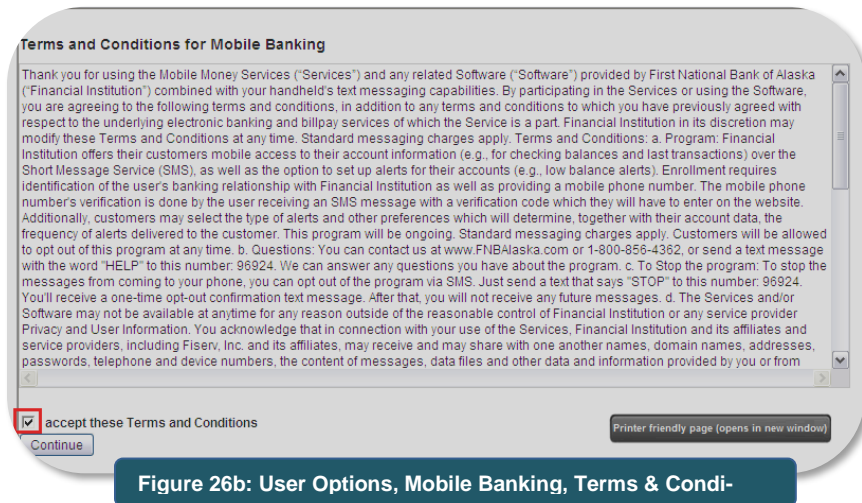 Terms and Conditions for Mobile Banking
Thank you for using the Mobile Money Services ("Services") and any related Software ("Software") provided by First National Bank of Alaska
("Financial Institution") combined with your handheld's text messaging capabilities. By participating in the Services or using the Software,
you are agreeing to the following terms and conditions, in addition to any terms and conditions to which you have previously agreed with
respect to the underlying electronic banking and billpay services of which the Service is a part. Financial Institution in its discretion may
modify these Terms and Conditions at any time. Standard messaging charges apply. Terms and Conditions: a. Program: Financial
Institution offers their customers mobile access to their account information (e.g., for checking balances and last transactions) over the
Short Message Service (SMS), as well as the option to set up alerts for their accounts (e.g., low balance alerts). Enrollment requires
identification of the user's banking relationship with Financial Institution as well as providing a mobile phone number. The mobile phone
number's verification is done by the user receiving an SMS message with a verification code which they will have to enter on the website.
Additionally, customers may select the type of alerts and other preferences which will determine, together with their account data, the
frequency of alerts delivered to the customer. This program will be ongoing. Standard messaging charges apply. Customers will be allowed
to opt out of this program at any time. b. Questions: You can contact us at www.FNBAlaska.com or 1-800-856-4362, or send a text message
with the word "HELP" to this number: 96924. We can answer any questions you have about the program. c. To Stop the program: To stop the
messages from coming to your phone, you can opt out of the program via SMS. Just send a text that says "STOP" to this number: 96924.
You'll receive a one-time opt-out confirmation text message. After that, you will not receive any future messages. d. The Services and/or
Software may not be available at anytime for any reason outside of the reasonable control of Financial Institution or any service provider
Privacy and User Information. You acknowledge that in connection with your use of the Services, Financial Institution and its affiliates and
service providers, including Fiserv, Inc. and its affiliates, may receive and may share with one another names, domain names, addresses,
passwords, telephone and device numbers, the content of messages, data files and other data and information provided by you or from
accept these Terms and Conditions
Printer friendly page (opens in new window)
Continue
Figure 26b: User Options, Mobile Banking, Terms & Condi-